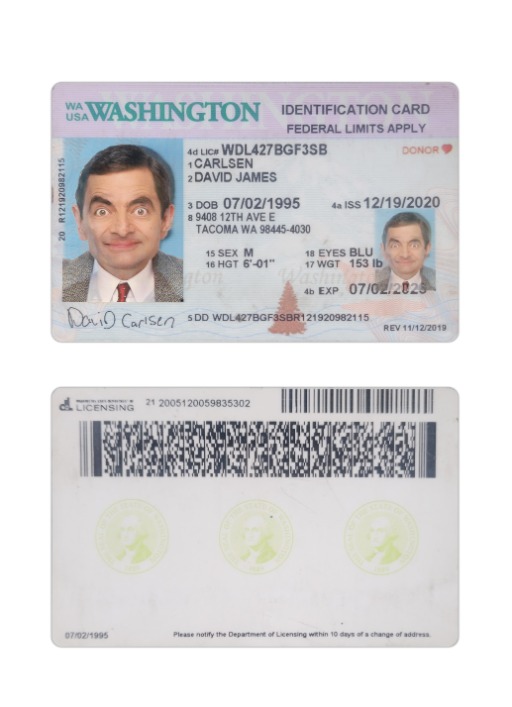 WA
USA WASHINGTON IDENTIFICATION CARD
FEDERAL LIMITS APPLY
4d LIC# WDL427BGF3SB DONOR
1 CARLSEN
2 DAVID JAMES
3 DOB 07/02/1995 4a ISS 12/19/2020
8 9408 12TH AVE E
TACOMA WA 98445-4030
15 SEX M 18 EYES BLU
16 HGT 6'-01" 17 WGT 153 lb
4b EXP 07/02/2026
20 R121920982115
David Carlsen
5 DD WDL427BGF3SBR121920982115
REV 11/12/2019
LICENSING
21 2005120059835302
07/02/1995 Please notify the Department of Licensing within 10 days of a change of address.